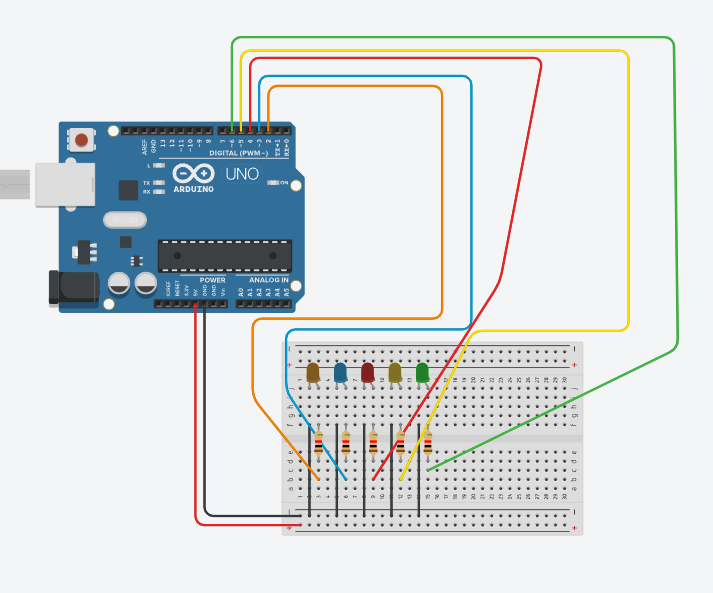 AREF
GND
13
12
~11
~10
~9
8
7
~6
~5
4
~3
2
TX→1
RX←0
DIGITAL (PWM~)
L
TX
RX
UNO
ARDUINO
ON
POWER
ANALOG IN
IOREF
RESET
3.3V
5V
GND
GND
Vin
A0
A1
A2
A3
A4
A5
a b c d e
f g h i j